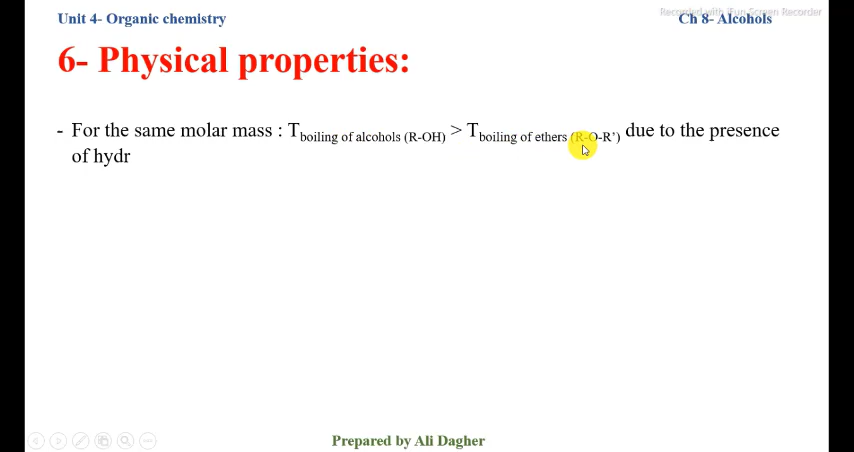 Unit 4- Organic chemistry
Recorded with iFun Screen Recorder
Ch 8- Alcohols
6- Physical properties:
- For the same molar mass : T boiling of alcohols (R-OH) > T boiling of ethers (R-O-R’) due to the presence
of hydr
Prepared by Ali Dagher